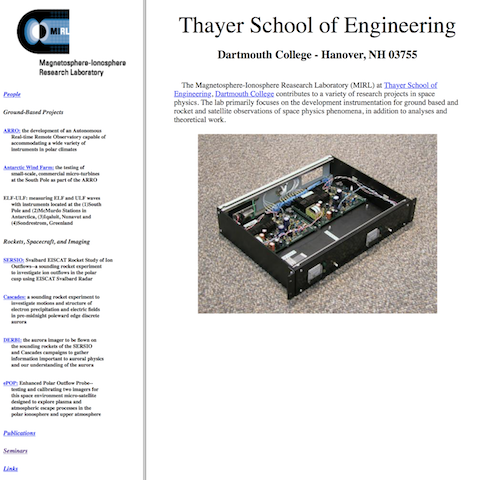 MIRL
Magnetosphere-Ionosphere
Research Laboratory
People
Ground-Based Projects
ARRO: the development of an Autonomous
Real-time Remote Observatory capable of
accommodating a wide variety of
instruments in polar climates
Antarctic Wind Farm: the testing of
small-scale, commercial micro-turbines
at the South Pole as part of the ARRO
ELF-ULF: measuring ELF and ULF waves
with instruments located at the (1)South
Pole and (2)McMurdo Stations in
Antarctica, (3)Iqaluit, Nunavut and
(4)Sondrestrom, Greenland
Rockets, Spacecraft, and Imaging
SERSIO: Svalbard EISCAT Rocket Study of Ion
Outflows--a sounding rocket experiment
to investigate ion outflows in the polar
cusp using EISCAT Svalbard Radar
Cascades: a sounding rocket experiment to
investigate motions and structure of
electron precipitation and electric fields
in pre-midnight poleward edge discrete
aurora
DERBI: the aurora imager to be flown on
the sounding rockets of the SERSIO
and Cascades campaigns to gather
information important to auroral physics
and our understanding of the aurora
ePOP: Enhanced Polar Outflow Probe--
testing and calibrating two imagers for
this space environment micro-satellite
designed to explore plasma and
atmospheric escape processes in the
polar ionosphere and upper atmosphere
Publications
Seminars
Links
Thayer School of Engineering
Dartmouth College - Hanover, NH 03755
The Magnetosphere-Ionosphere Reasearch Laboratory (MIRL) at Thayer School of
Engineering, Dartmouth College contributes to a variety of research projects in space
physics. The lab primarily focuses on the development instrumentation for ground based and
rocket and satellite observations of space physics phenomena, in addition to analyses and
theoretical work.